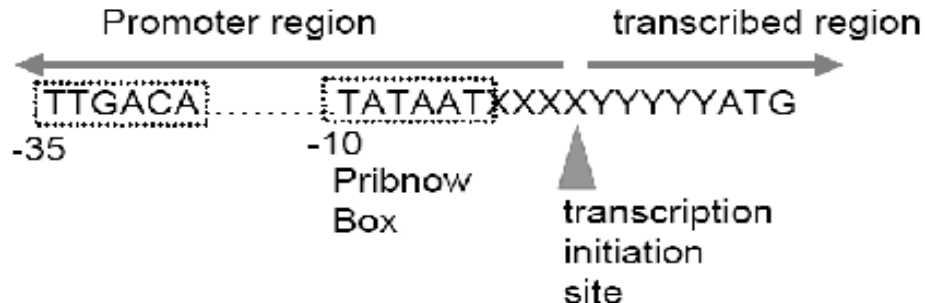 Promoter region transcribed region
TTGACA..........TATAATXXXXYYYYYATG
-35 -10
Pribnow
Box
transcription
initiation
site